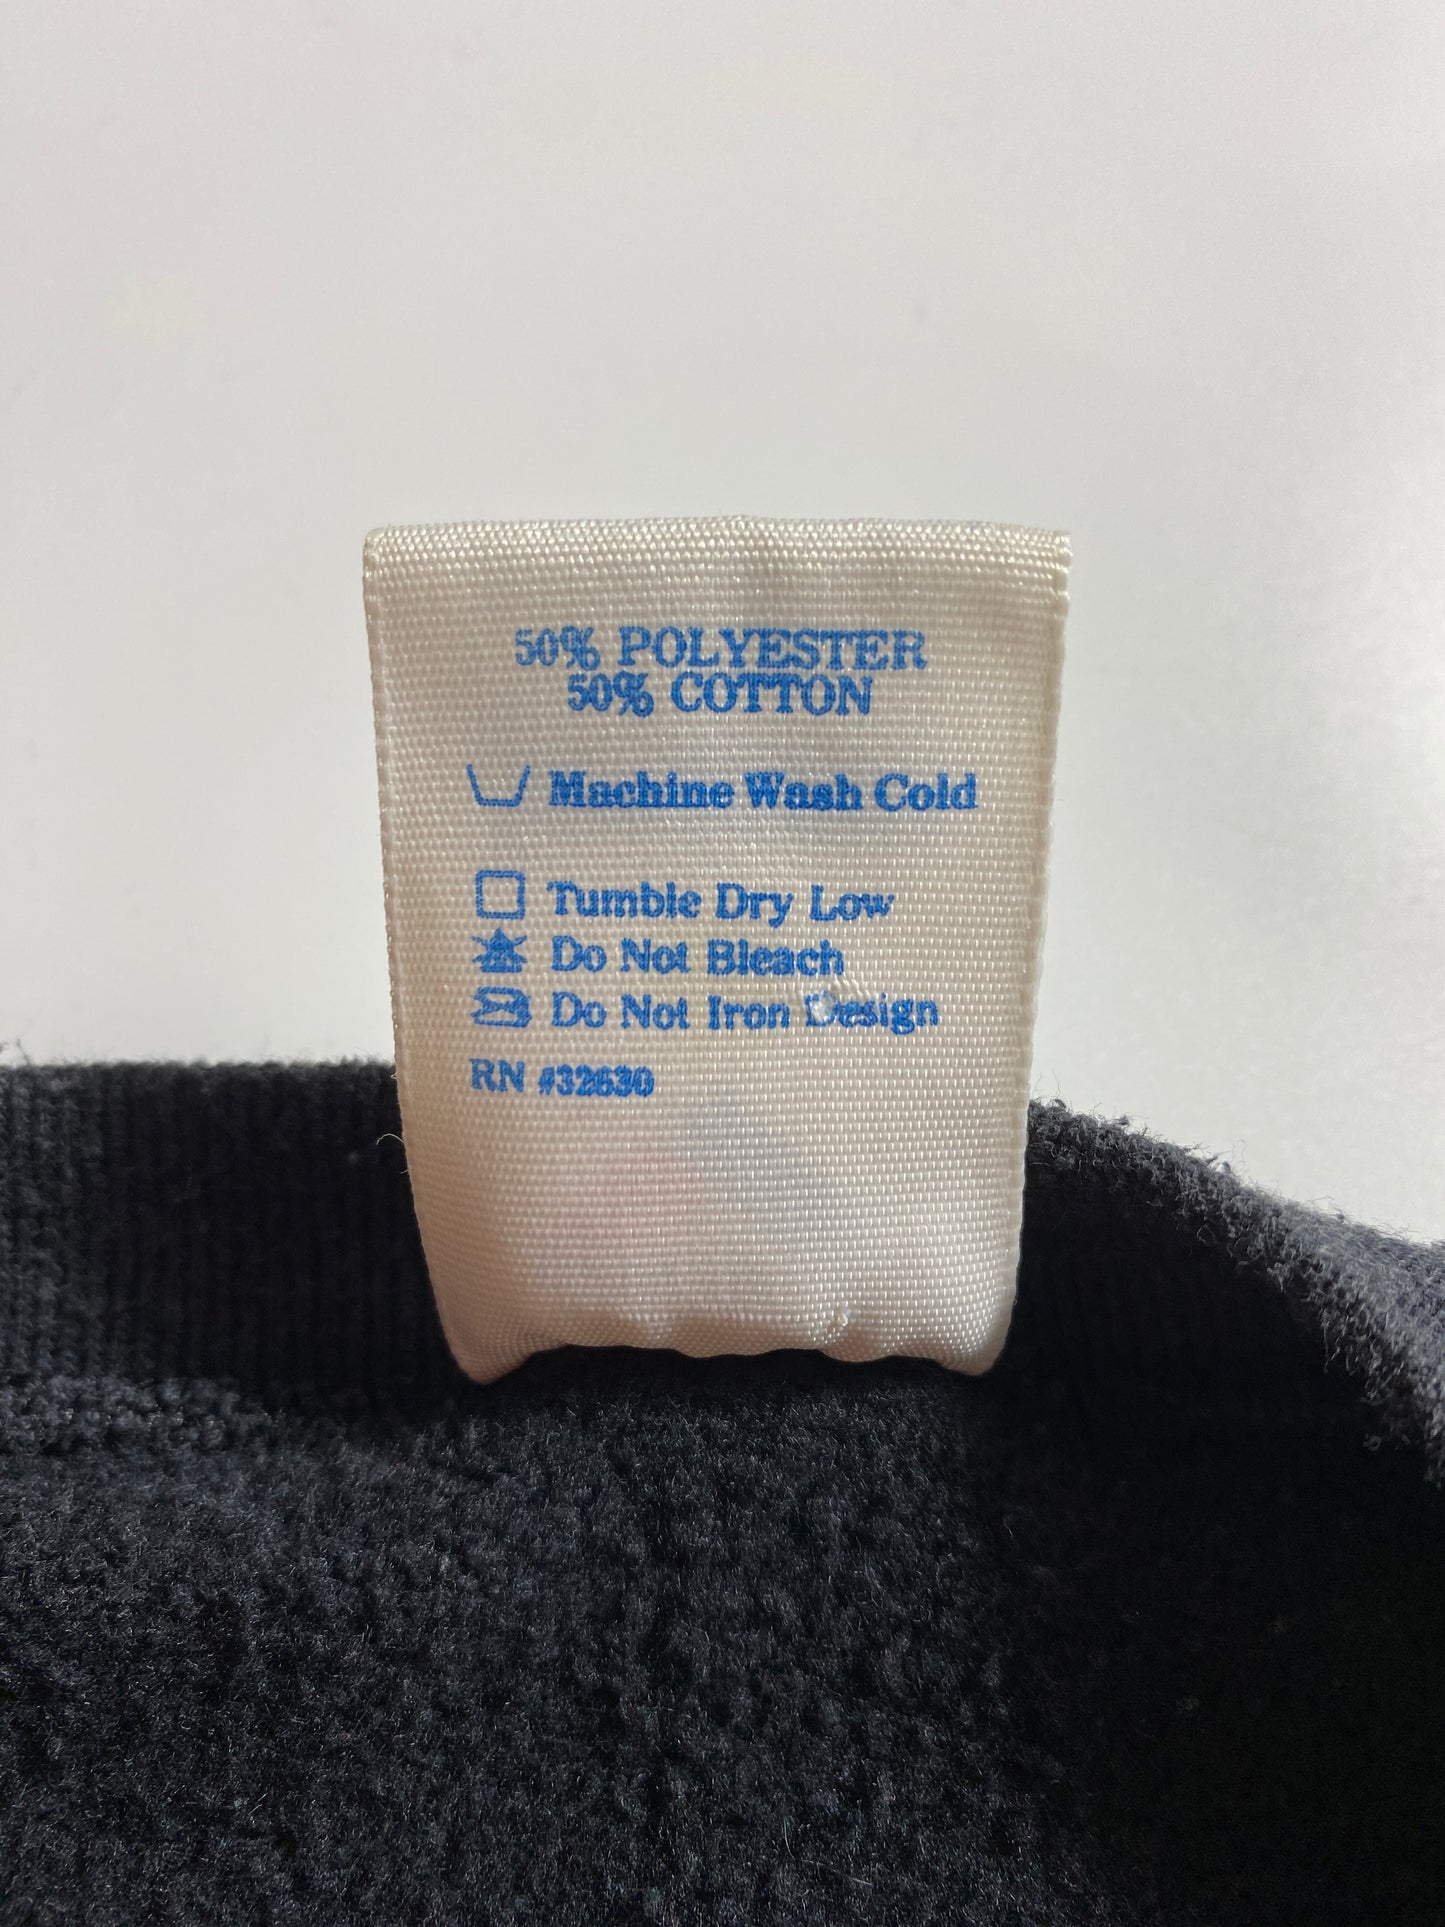 50% POLYESTER
50% COTTON
Machine Wash Cold
Tumble Dry Low
Do Not Bleach
Do Not Iron Design
RN #32630